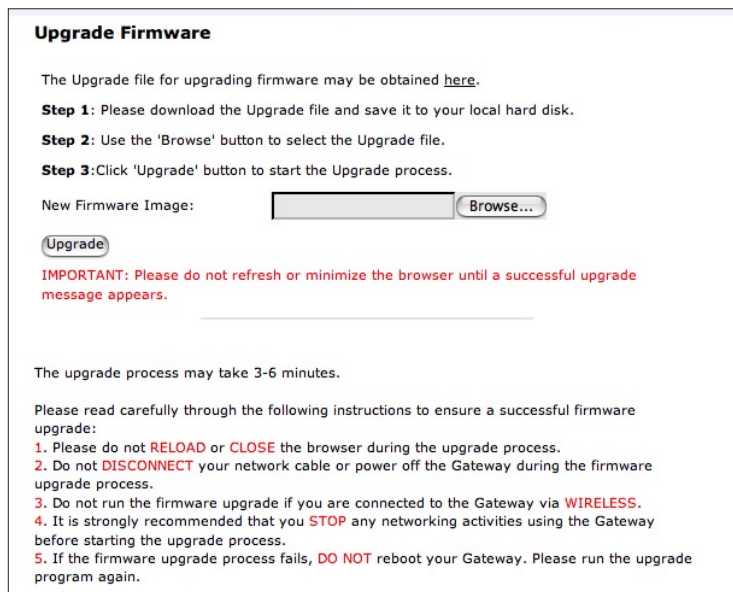 Upgrade Firmware
The Upgrade file for upgrading firmware may be obtained here.
Step 1: Please download the Upgrade file and save it to your local hard disk.
Step 2: Use the 'Browse' button to select the Upgrade file.
Step 3:Click 'Upgrade' button to start the Upgrade process.
New Firmware Image: Browse...
Upgrade
IMPORTANT: Please do not refresh or minimize the browser until a successful upgrade
message appears.
The upgrade process may take 3-6 minutes.
Please read carefully through the following instructions to ensure a successful firmware
upgrade:
1. Please do not RELOAD or CLOSE the browser during the upgrade process.
2. Do not DISCONNECT your network cable or power off the Gateway during the firmware
upgrade process.
3. Do not run the firmware upgrade if you are connected to the Gateway via WIRELESS.
4. It is strongly recommended that you STOP any networking activities using the Gateway
before starting the upgrade process.
5. If the firmware upgrade process fails, DO NOT reboot your Gateway. Please run the upgrade
program again.